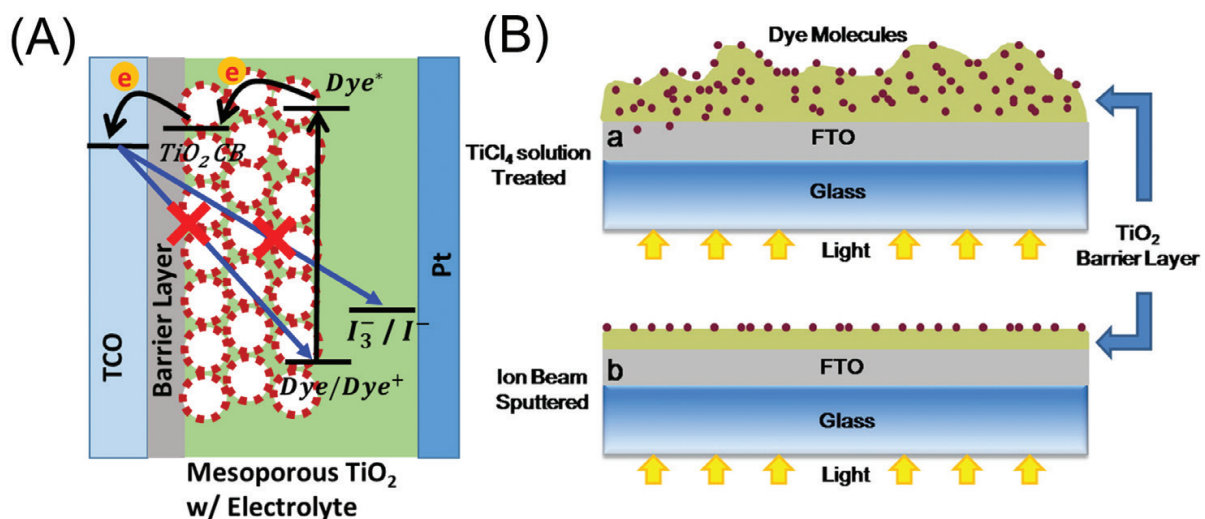 (A)
e
e
Dye*
TiO₂ CB
TCO
Barrier Layer
I₃⁻ / I⁻
Dye/Dye⁺
Pt
Mesoporous TiO₂
w/ Electrolyte
(B)
Dye Molecules
a
FTO
TiCl₄ solution
Treated
Glass
Light
TiO₂
Barrier Layer
b
FTO
Ion Beam
Sputtered
Glass
Light